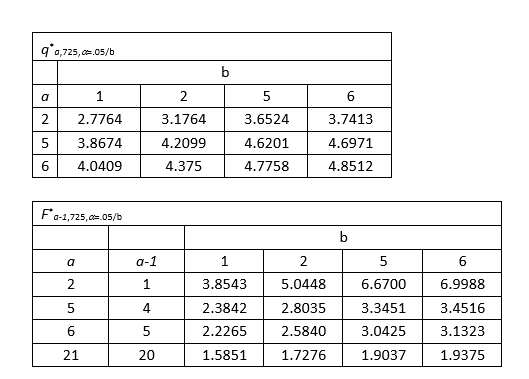 q*a,725,α=.05/b
b
a 1 2 5 6
2 2.7764 3.1764 3.6524 3.7413
5 3.8674 4.2099 4.6201 4.6971
6 4.0409 4.375 4.7758 4.8512
F*a-1,725,α=.05/b
b
a a-1 1 2 5 6
2 1 3.8543 5.0448 6.6700 6.9988
5 4 2.3842 2.8035 3.3451 3.4516
6 5 2.2265 2.5840 3.0425 3.1323
21 20 1.5851 1.7276 1.9037 1.9375